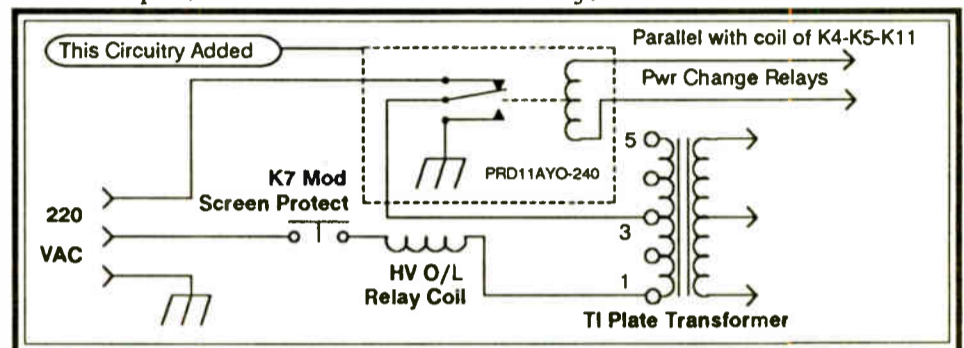 This Circuitry Added
Parallel with coil of K4-K5-K11
Pwr Change Relays
PRD11AYO-240
5
3
1
K7 Mod
Screen Protect
220
VAC
HV O/L
Relay Coil
TI Plate Transformer